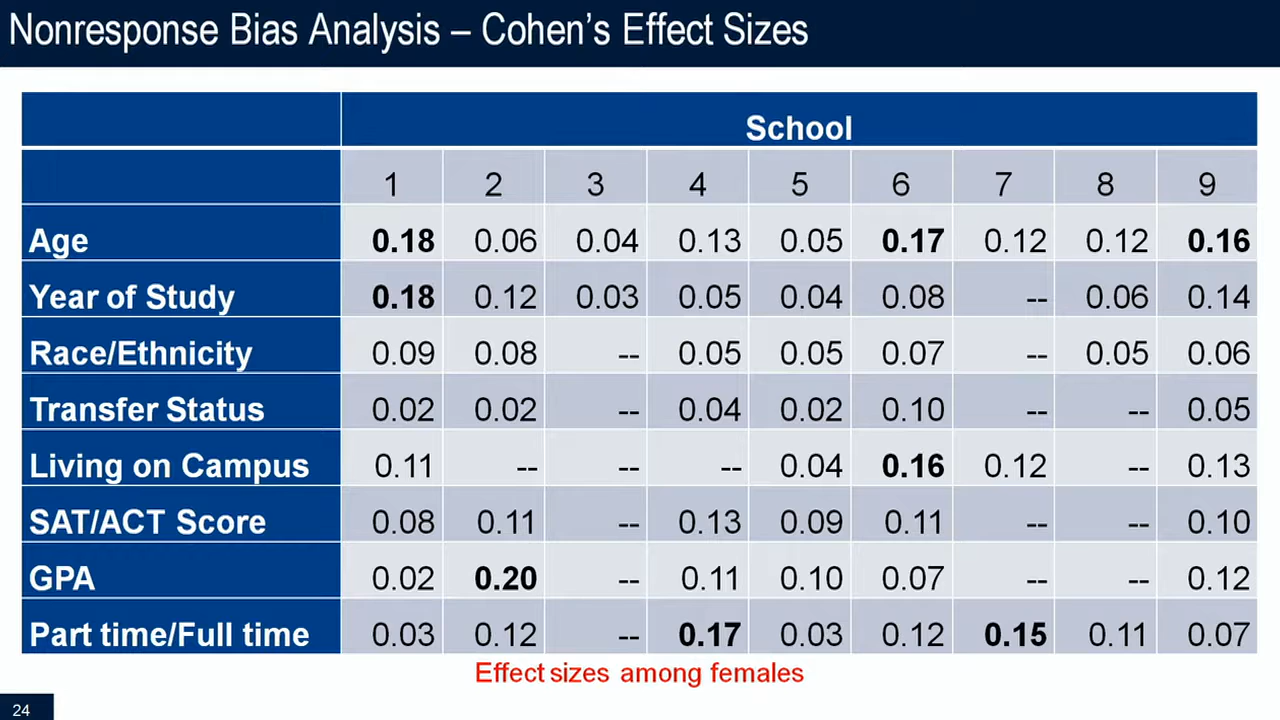 Nonresponse Bias Analysis – Cohen's Effect Sizes
School
1 2 3 4 5 6 7 8 9
Age 0.18 0.06 0.04 0.13 0.05 0.17 0.12 0.12 0.16
Year of Study 0.18 0.12 0.03 0.05 0.04 0.08 -- 0.06 0.14
Race/Ethnicity 0.09 0.08 -- 0.05 0.05 0.07 -- 0.05 0.06
Transfer Status 0.02 0.02 -- 0.04 0.02 0.10 -- -- 0.05
Living on Campus 0.11 -- -- -- 0.04 0.16 0.12 -- 0.13
SAT/ACT Score 0.08 0.11 -- 0.13 0.09 0.11 -- -- 0.10
GPA 0.02 0.20 -- 0.11 0.10 0.07 -- -- 0.12
Part time/Full time 0.03 0.12 -- 0.17 0.03 0.12 0.15 0.11 0.07
Effect sizes among females
24